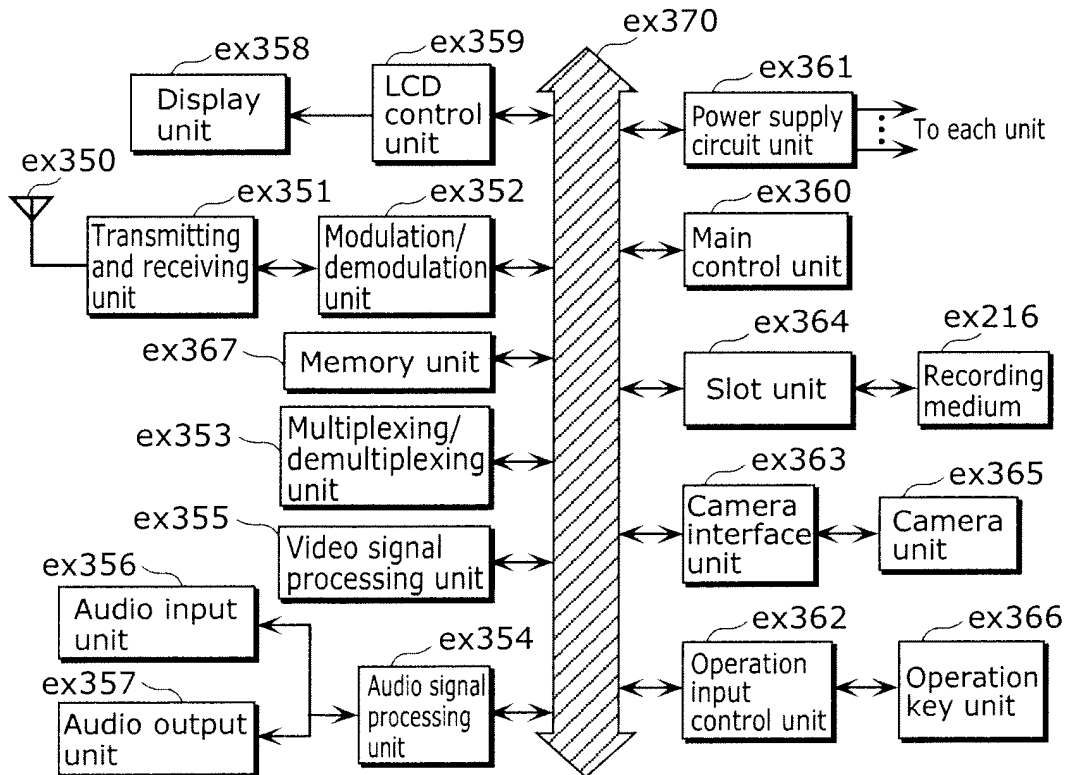 ex370
ex358
ex359
ex361
Display
unit
LCD
control
unit
Power supply
circuit unit
To each unit
ex350
ex351
ex352
ex360
Transmitting
and receiving
unit
Modulation/
demodulation
unit
Main
control unit
ex367
Memory unit
ex364
ex216
Slot unit
Recording
medium
ex353
Multiplexing/
demultiplexing
unit
ex363
ex365
Camera
interface
unit
Camera
unit
ex355
Video signal
processing unit
ex356
Audio input
unit
ex354
ex362
ex366
Audio signal
processing
unit
Operation
input
control unit
Operation
key unit
ex357
Audio output
unit